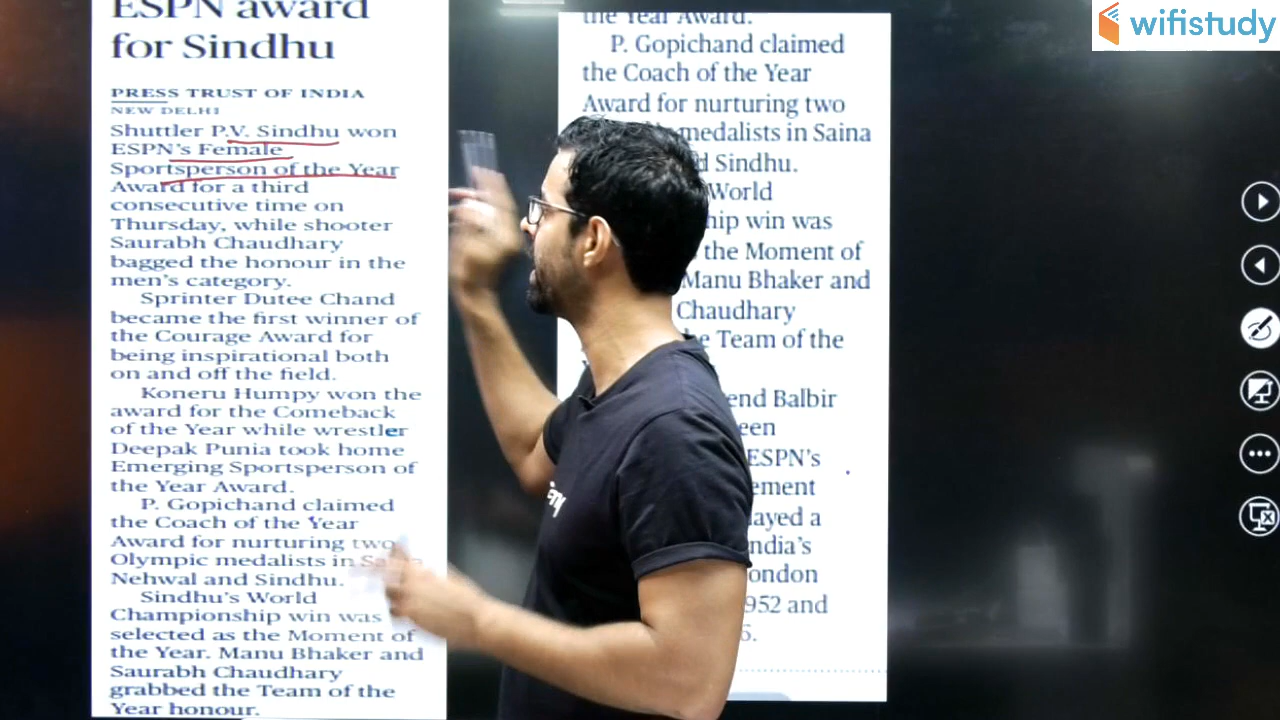 ESPN award
for Sindhu
PRESS TRUST OF INDIA
NEW DELHI
Shuttler P.V. Sindhu won
ESPN's Female
Sportsperson of the Year
Award for a third
consecutive time on
Thursday, while shooter
Saurabh Chaudhary
bagged the honour in the
men's category.
Sprinter Dutee Chand
became the first winner of
the Courage Award for
being inspirational both
on and off the field.
Koneru Humpy won the
award for the Comeback
of the Year while wrestler
Deepak Punia took home
Emerging Sportsperson of
the Year Award.
P. Gopichand claimed
the Coach of the Year
Award for nurturing two
Olympic medalists in
Nehwal and Sindhu.
Sindhu's World
Championship win was
selected as the Moment of
the Year. Manu Bhaker and
Saurabh Chaudhary
grabbed the Team of the
Year honour.
the Year Award.
P. Gopichand claimed
the Coach of the Year
Award for nurturing two
medalists in Saina
Sindhu.
World
win was
the Moment of
Manu Bhaker and
Chaudhary
Team of the
Balbir
ESPN's
a
952 and
wifistudy